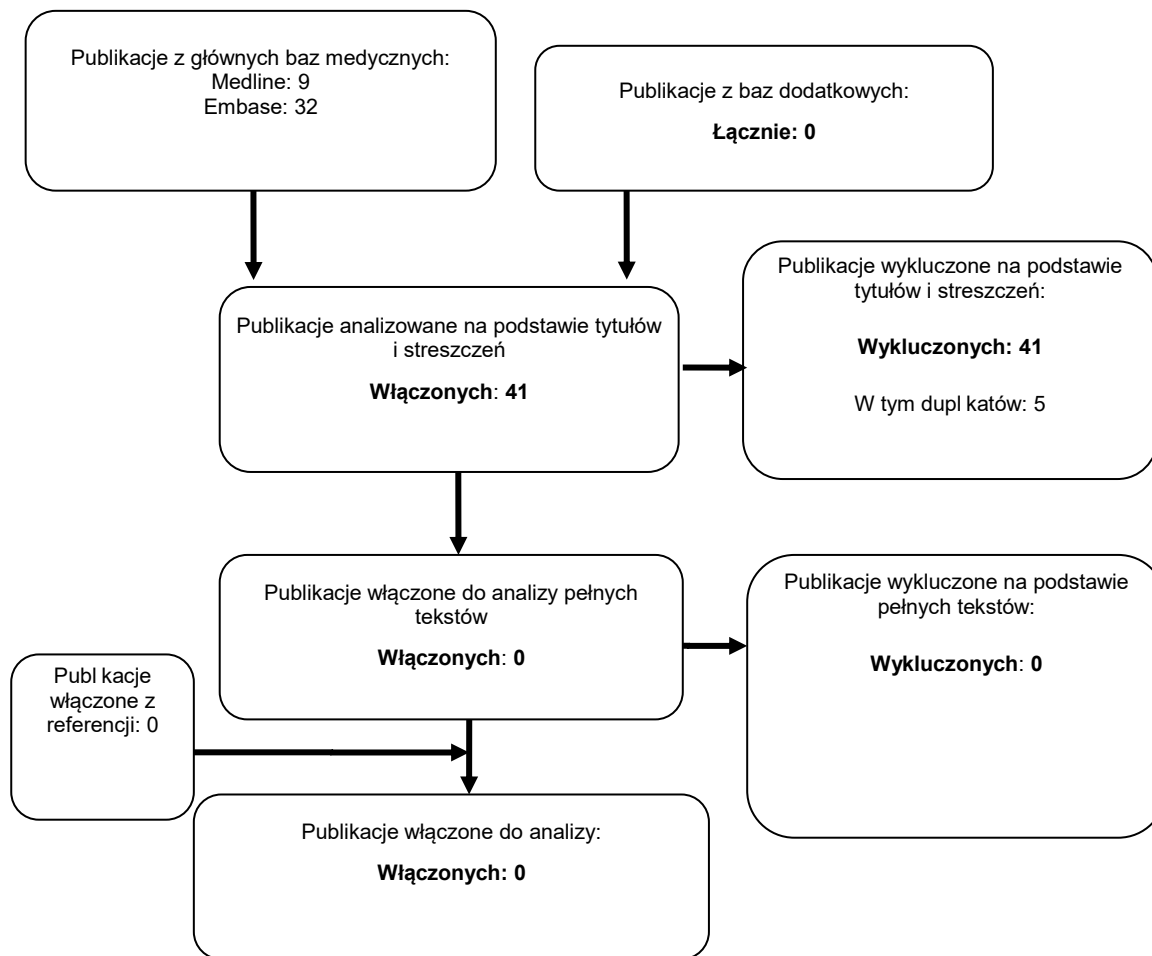 Publikacje z głównych baz medycznych:
Medline: 9
Embase: 32
Publikacje z baz dodatkowych:
Łącznie: 0
Publikacje analizowane na podstawie tytułów
i streszczeń
Włączonych: 41
Publikacje wykluczone na podstawie
tytułów i streszczeń:
Wykluczonych: 41
W tym dupl katów: 5
Publikacje włączone do analizy pełnych
tekstów
Włączonych: 0
Publikacje wykluczone na podstawie
pełnych tekstów:
Wykluczonych: 0
Publ kacje
włączone z
referencji: 0
Publikacje włączone do analizy:
Włączonych: 0